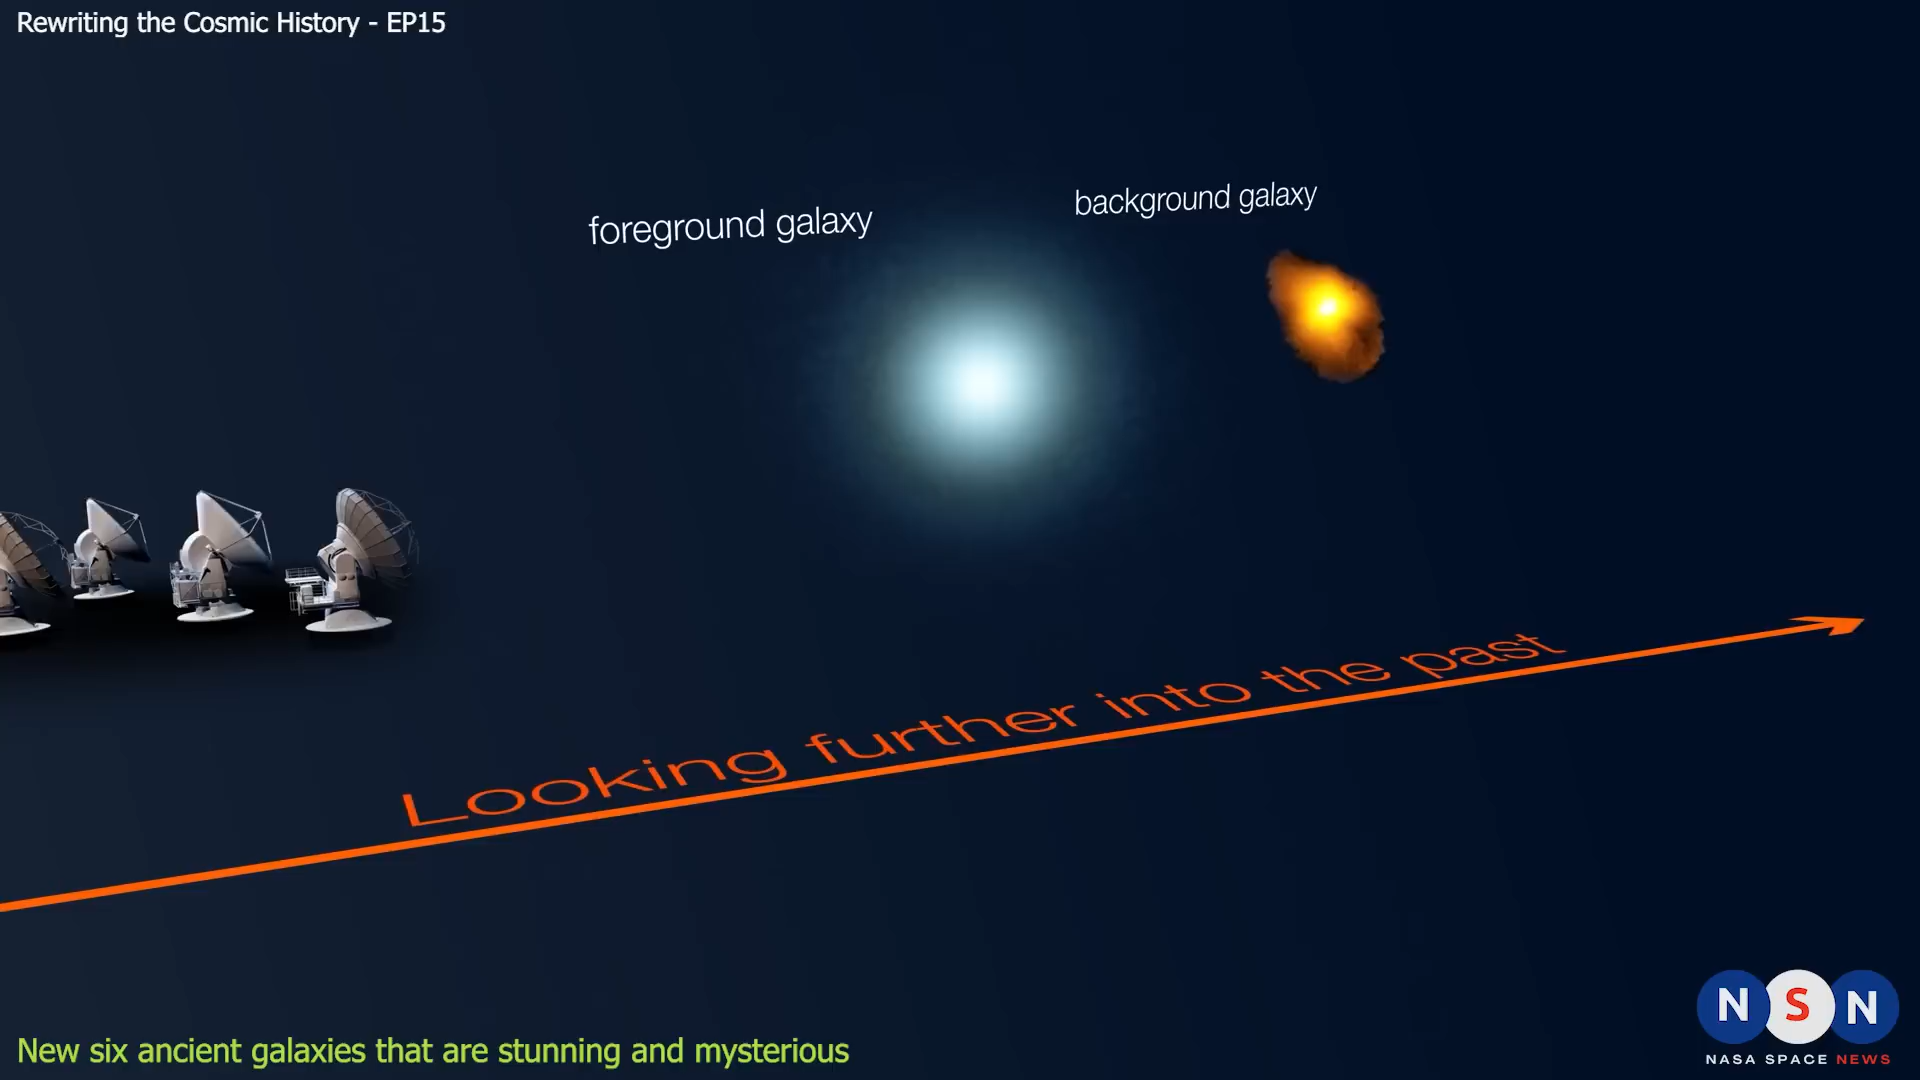 Rewriting the Cosmic History - EP15
foreground galaxy
background galaxy
Looking further into the past
New six ancient galaxies that are stunning and mysterious
N S N
NASA SPACE NEWS